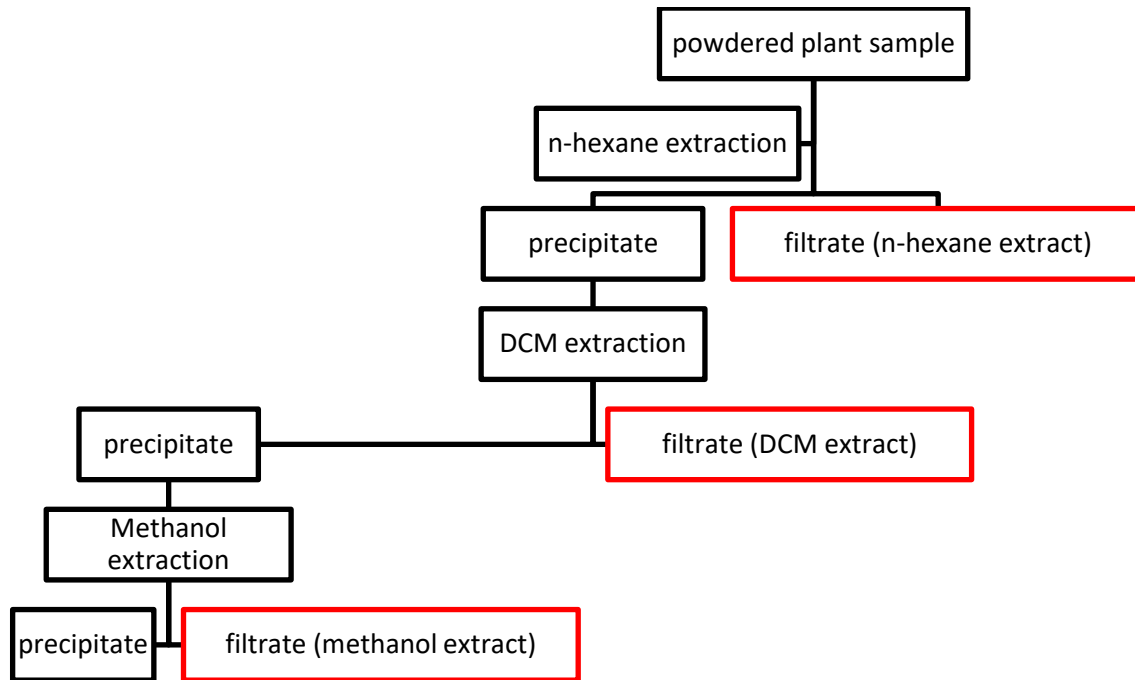 powdered plant sample
n-hexane extraction
precipitate
filtrate (n-hexane extract)
DCM extraction
precipitate
filtrate (DCM extract)
Methanol
extraction
precipitate
filtrate (methanol extract)